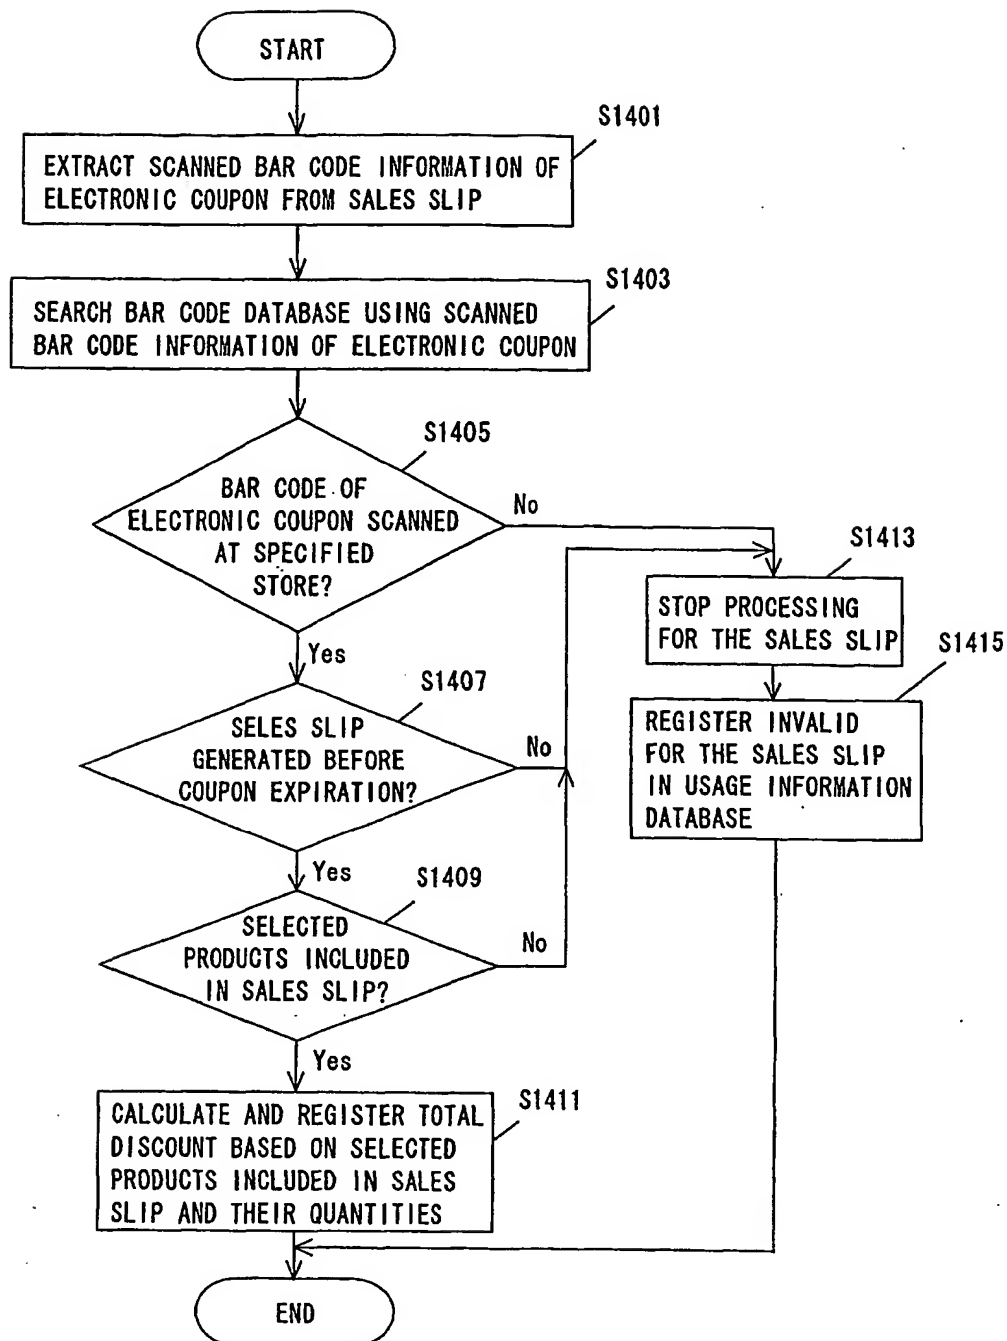 START
S1401
EXTRACT SCANNED BAR CODE INFORMATION OF
ELECTRONIC COUPON FROM SALES SLIP
S1403
SEARCH BAR CODE DATABASE USING SCANNED
BAR CODE INFORMATION OF ELECTRONIC COUPON
S1405
BAR CODE OF
ELECTRONIC COUPON SCANNED
AT SPECIFIED
STORE?
No
Yes
S1413
STOP PROCESSING
FOR THE SALES SLIP
S1415
REGISTER INVALID
FOR THE SALES SLIP
IN USAGE INFORMATION
DATABASE
S1407
SELES SLIP
GENERATED BEFORE
COUPON EXPIRATION?
No
Yes
S1409
SELECTED
PRODUCTS INCLUDED
IN SALES SLIP?
No
Yes
S1411
CALCULATE AND REGISTER TOTAL
DISCOUNT BASED ON SELECTED
PRODUCTS INCLUDED IN SALES
SLIP AND THEIR QUANTITIES
END